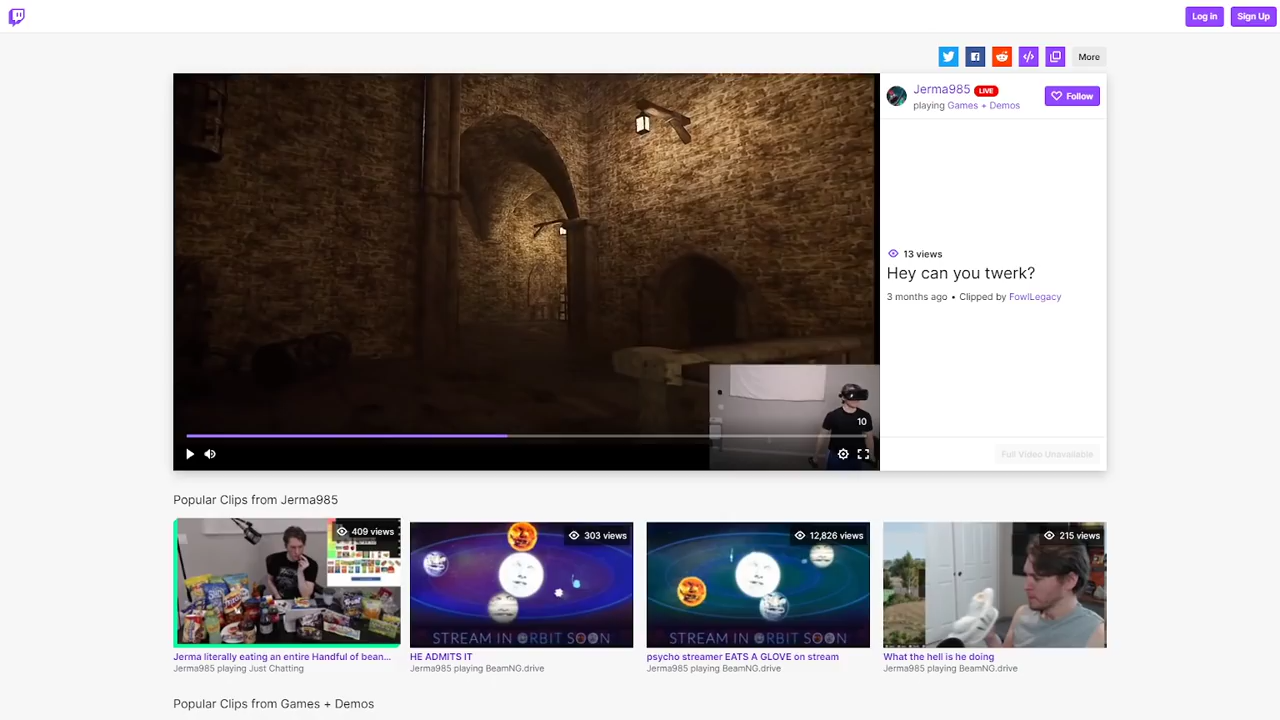 Log in
Sign Up
More
Jerma985 LIVE
playing Games + Demos
Follow
13 views
Hey can you twerk?
3 months ago • Clipped by FowlLegacy
10
Full Video Unavailable
Popular Clips from Jerma985
409 views
Jerma literally eating an entire Handful of bean...
Jerma985 playing Just Chatting
303 views
STREAM IN ORBIT SOON
HE ADMITS IT
Jerma985 playing BeamNG.drive
12,826 views
STREAM IN ORBIT SOON
psycho streamer EATS A GLOVE on stream
Jerma985 playing BeamNG.drive
215 views
What the hell is he doing
Jerma985 playing BeamNG.drive
Popular Clips from Games + Demos